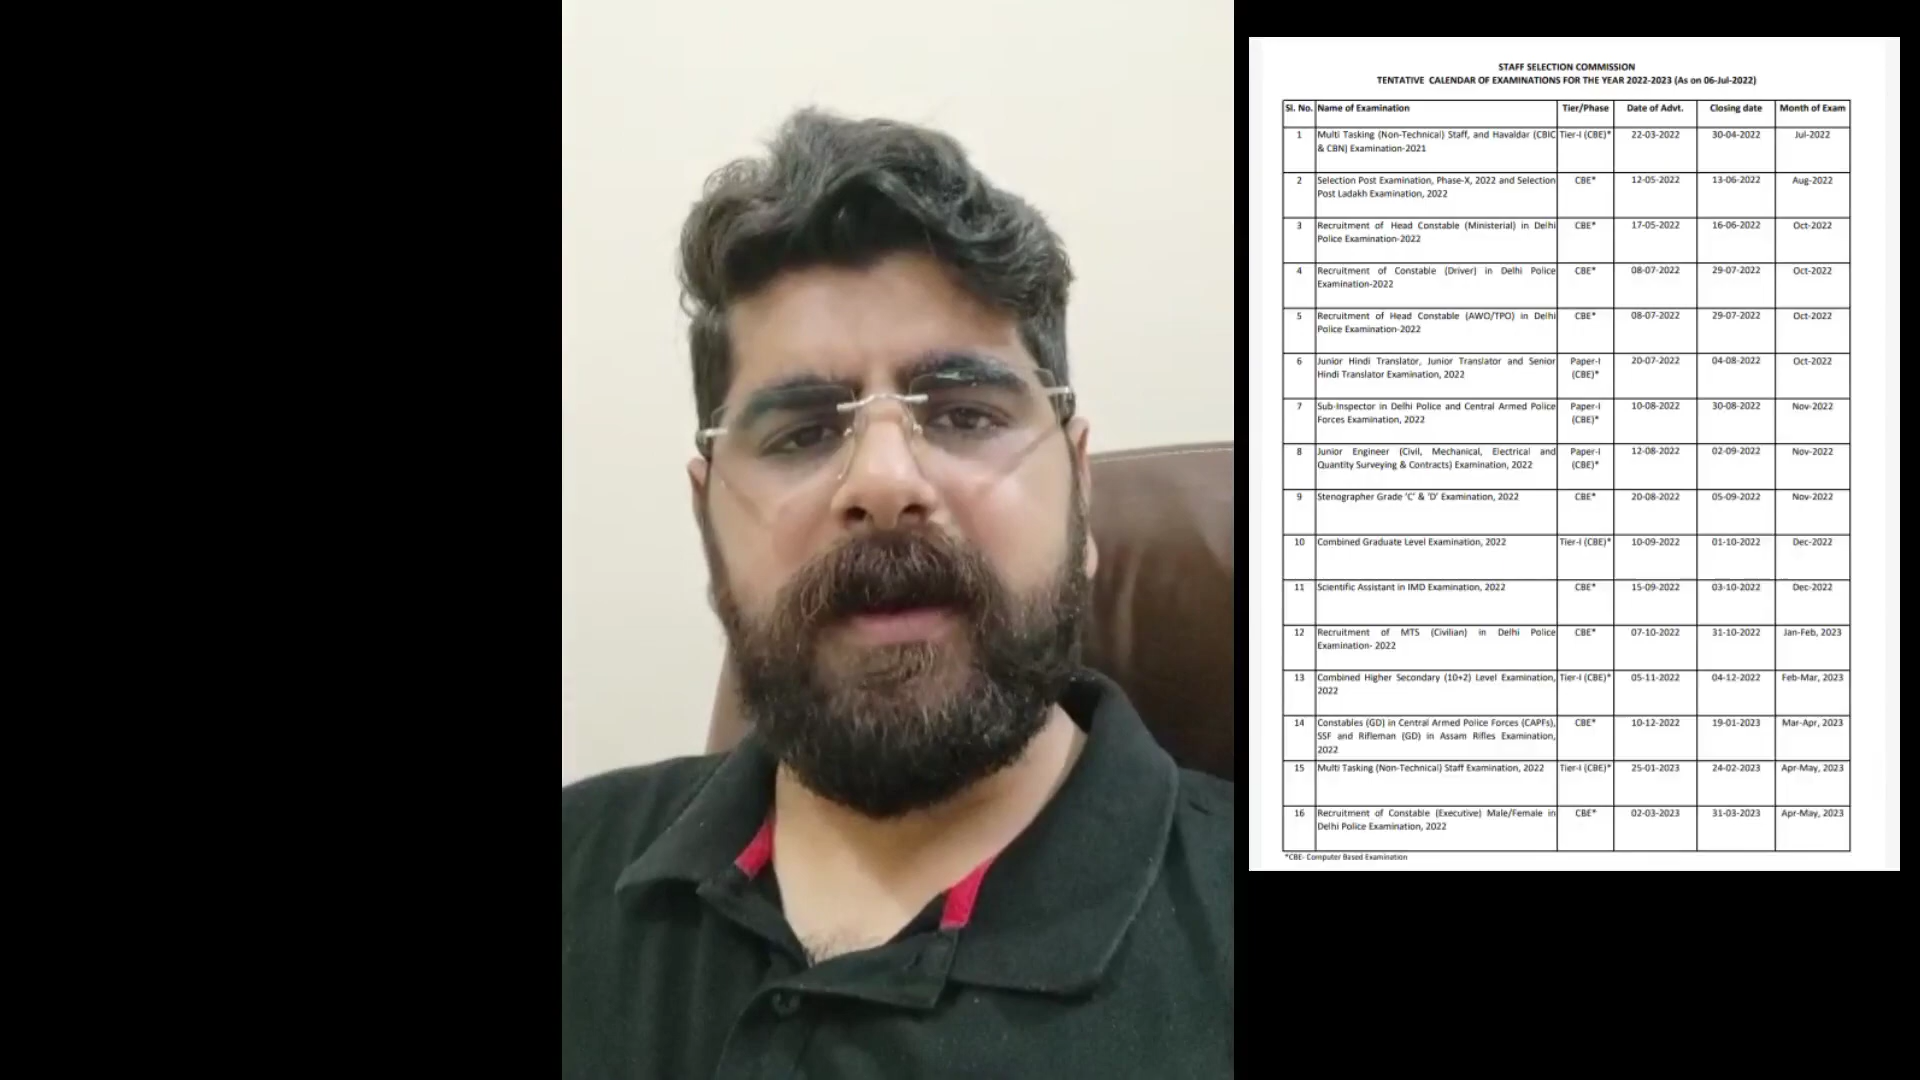 STAFF SELECTION COMMISSION
TENTATIVE CALENDAR OF EXAMINATIONS FOR THE YEAR 2022-2023 (As on 06-Jul-2022)
Sl. No. Name of Examination Tier/Phase Date of Advt. Closing date Month of Exam
1 Multi Tasking (Non-Technical) Staff, and Havaldar (CBIC Tier-I (CBE)* 22-03-2022 30-04-2022 Jul-2022
& CBN) Examination-2021
2 Selection Post Examination, Phase-X, 2022 and Selection CBE* 12-05-2022 13-06-2022 Aug-2022
Post Ladakh Examination, 2022
3 Recruitment of Head Constable (Ministerial) in Delhi CBE* 17-05-2022 16-06-2022 Oct-2022
Police Examination-2022
4 Recruitment of Constable (Driver) in Delhi Police CBE* 08-07-2022 29-07-2022 Oct-2022
Examination-2022
5 Recruitment of Head Constable (AWO/TPO) in Delhi CBE* 08-07-2022 29-07-2022 Oct-2022
Police Examination-2022
6 Junior Hindi Translator, Junior Translator and Senior Paper-I 20-07-2022 04-08-2022 Oct-2022
Hindi Translator Examination, 2022 (CBE)*
7 Sub-Inspector in Delhi Police and Central Armed Police Paper-I 10-08-2022 30-08-2022 Nov-2022
Forces Examination, 2022 (CBE)*
8 Junior Engineer (Civil, Mechanical, Electrical and Paper-I 12-08-2022 02-09-2022 Nov-2022
Quantity Surveying & Contracts) Examination, 2022 (CBE)*
9 Stenographer Grade 'C' & 'D' Examination, 2022 CBE* 20-08-2022 05-09-2022 Nov-2022
10 Combined Graduate Level Examination, 2022 Tier-I (CBE)* 10-09-2022 01-10-2022 Dec-2022
11 Scientific Assistant in IMD Examination, 2022 CBE* 15-09-2022 03-10-2022 Dec-2022
12 Recruitment of MTS (Civilian) in Delhi Police CBE* 07-10-2022 31-10-2022 Jan-Feb, 2023
Examination- 2022
13 Combined Higher Secondary (10+2) Level Examination, Tier-I (CBE)* 05-11-2022 04-12-2022 Feb-Mar, 2023
2022
14 Constables (GD) in Central Armed Police Forces (CAPFs), CBE* 10-12-2022 19-01-2023 Mar-Apr, 2023
SSF and Rifleman (GD) in Assam Rifles Examination,
2022
15 Multi Tasking (Non-Technical) Staff Examination, 2022 Tier-I (CBE)* 25-01-2023 24-02-2023 Apr-May, 2023
16 Recruitment of Constable (Executive) Male/Female in CBE* 02-03-2023 31-03-2023 Apr-May, 2023
Delhi Police Examination, 2022
*CBE- Computer Based Examination